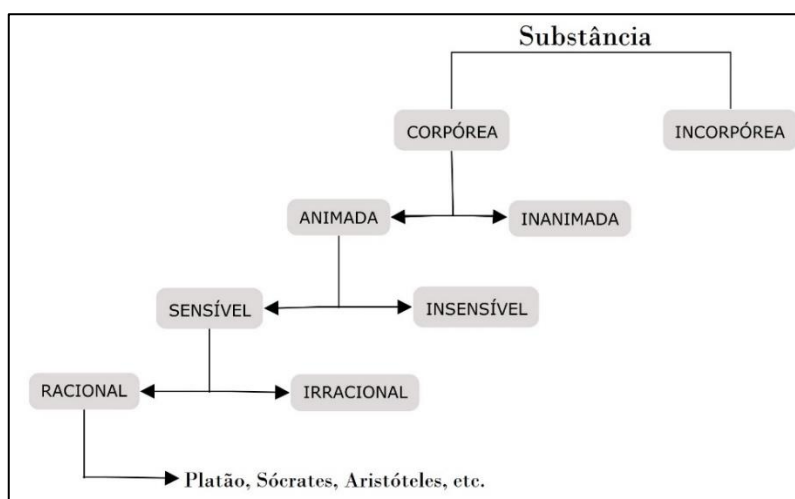 Substância
CORPÓREA
INCORPÓREA
ANIMADA
INANIMADA
SENSÍVEL
INSENSÍVEL
RACIONAL
IRRACIONAL
Platão, Sócrates, Aristóteles, etc.